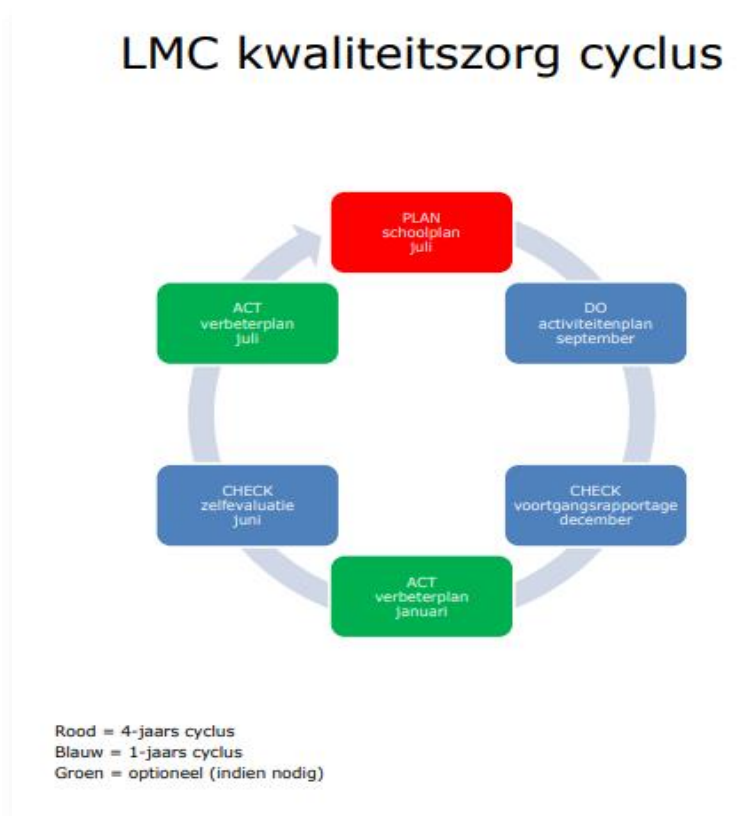 LMC kwaliteitszorg cyclus
PLAN
schoolplan
juli
DO
activiteitenplan
september
CHECK
voortgangsrapportage
december
ACT
verbeterplan
januari
CHECK
zelfevaluatie
juni
ACT
verbeterplan
juli
Rood = 4-jaars cyclus
Blauw = 1-jaars cyclus
Groen = optioneel (indien nodig)